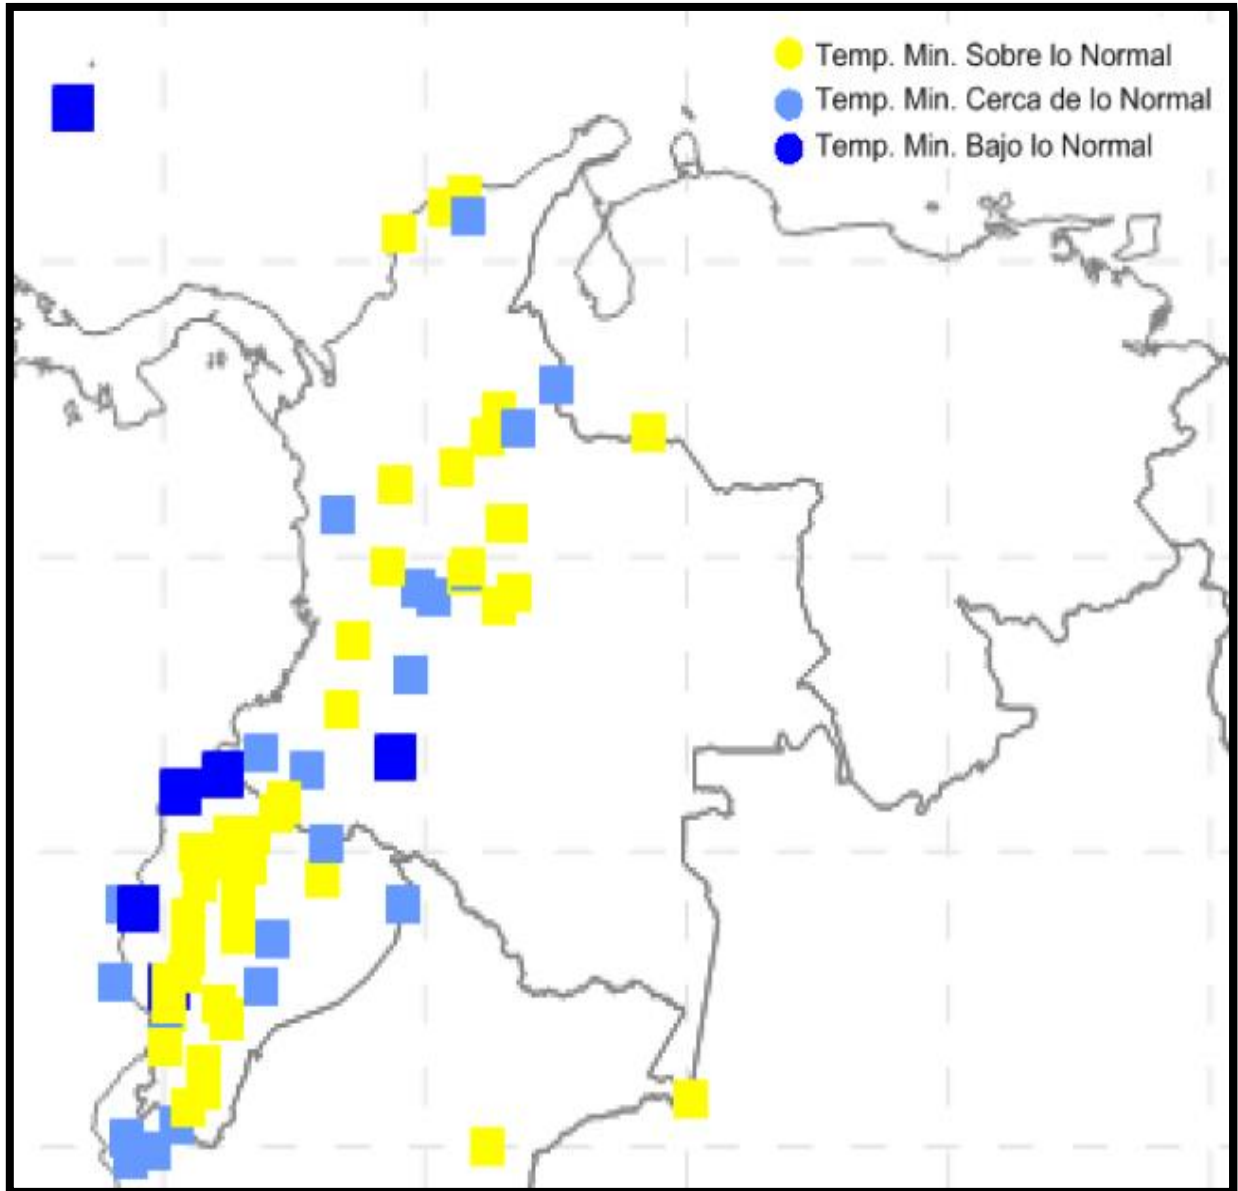 Temp. Min. Sobre lo Normal
Temp. Min. Cerca de lo Normal
Temp. Min. Bajo lo Normal